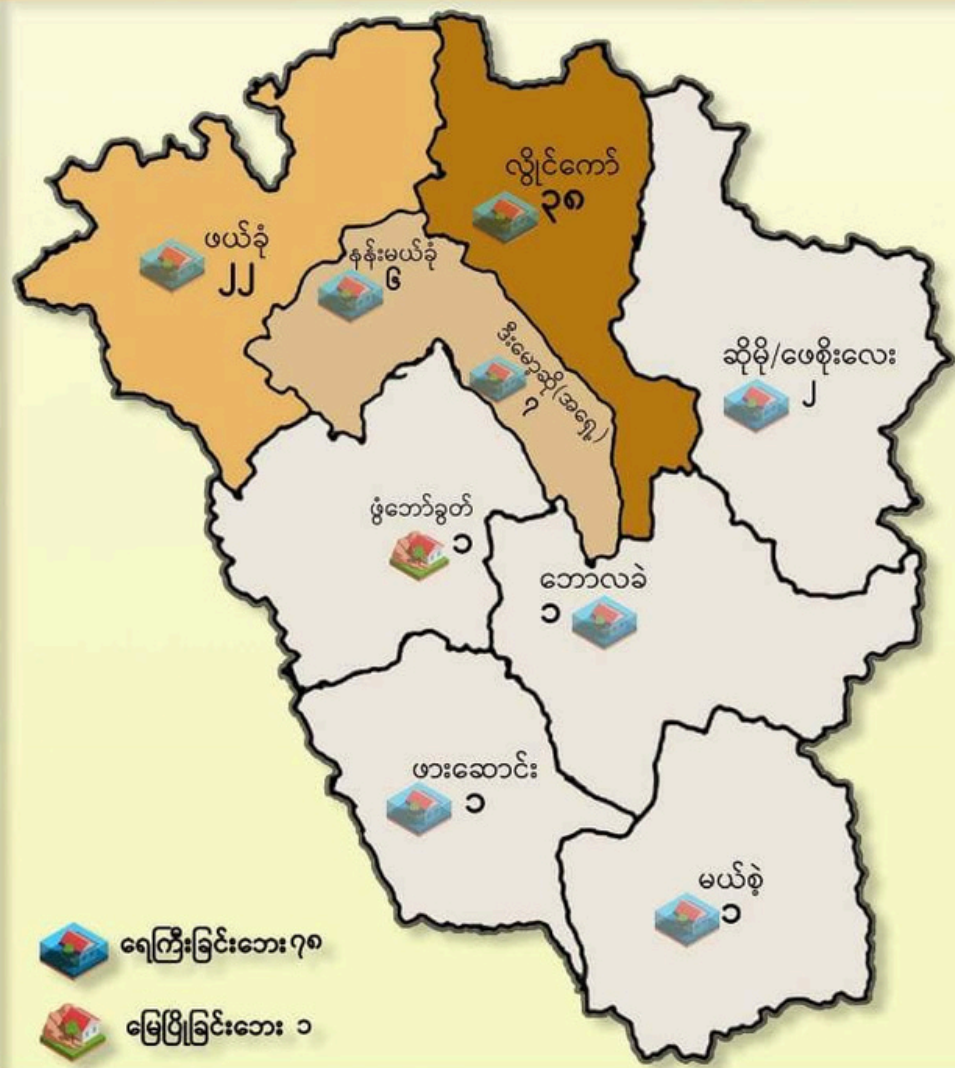 လွိုင်ကော်
၃၈
ဖယ်ခုံ
၂၂
နန်းမယ်ခုံ
၆
ဒီးမော့ဆို(အရှေ့)
၇
ဆိုမို/ဖေစိုးလေး
၂
ဖွံဘော်ခွတ်
၁
ဘောလခဲ
၁
ဖားဆောင်း
၁
မယ်စဲ့
၁
ရေကြီးခြင်းဘေး ၇၈
မြေပြိုခြင်းဘေး ၁